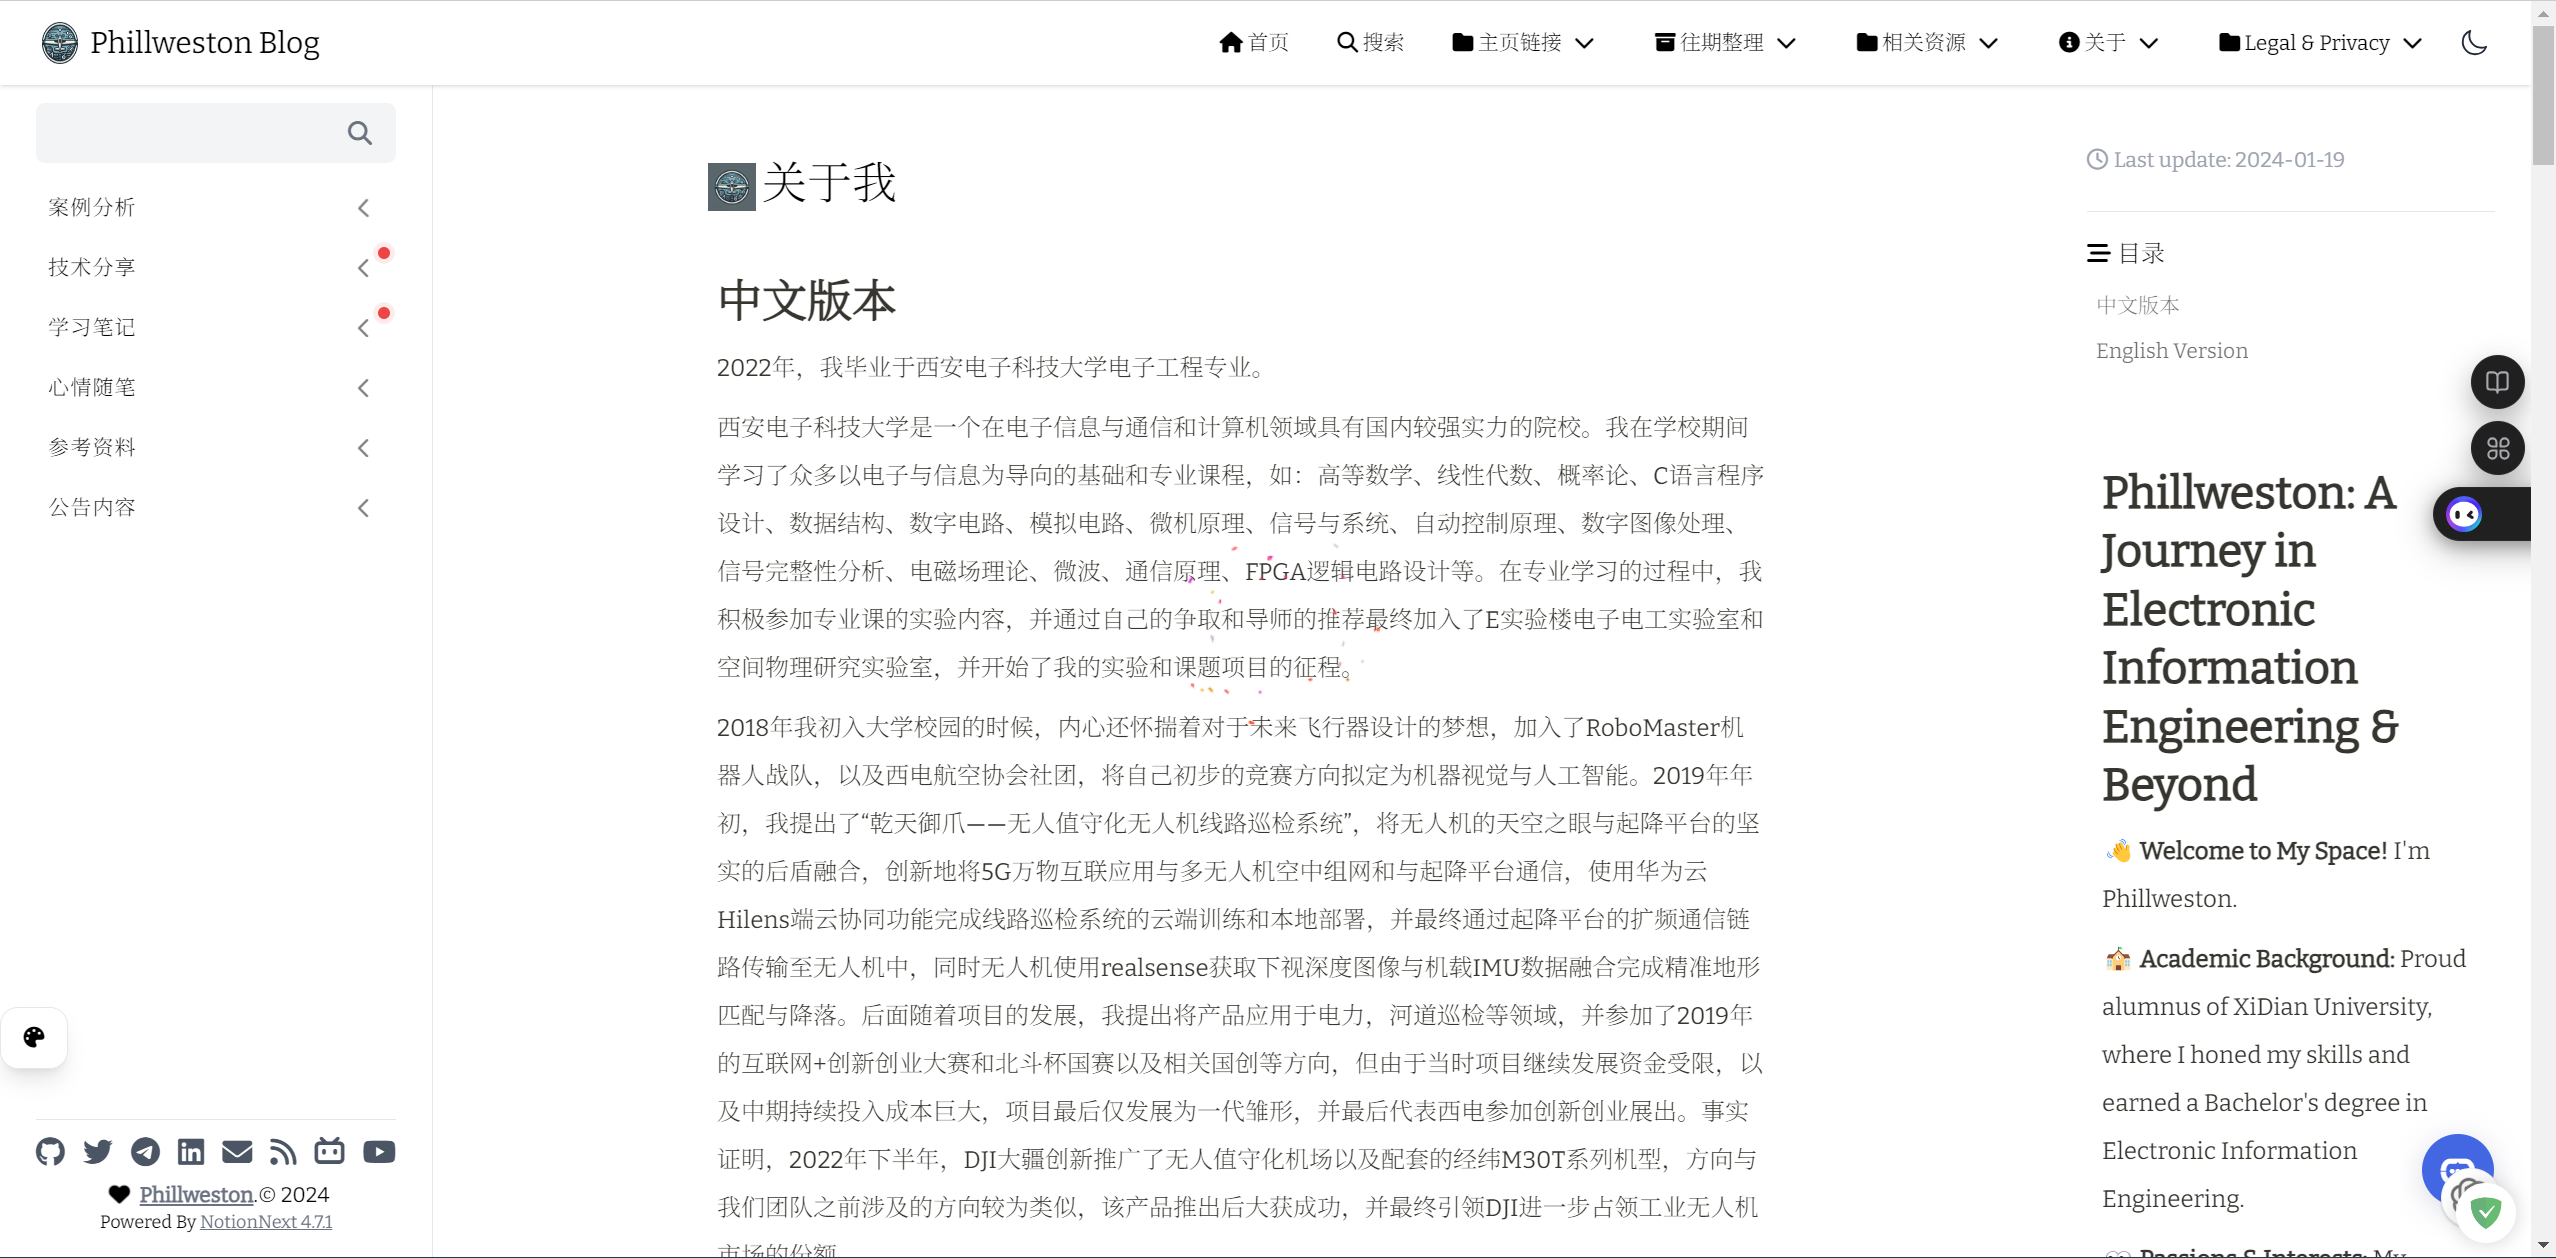 Phillweston Blog
首页
搜索
主页链接
往期整理
相关资源
关于
Legal & Privacy
案例分析
技术分享
学习笔记
心情随笔
参考资料
公告内容
Phillweston.© 2024
Powered By NotionNext 4.7.1
关于我
中文版本
2022年，我毕业于西安电子科技大学电子工程专业。
西安电子科技大学是一个在电子信息与通信和计算机领域具有国内较强实力的院校。我在学校期间
学习了众多以电子与信息为导向的基础和专业课程，如：高等数学、线性代数、概率论、C语言程序
设计、数据结构、数字电路、模拟电路、微机原理、信号与系统、自动控制原理、数字图像处理、
信号完整性分析、电磁场理论、微波、通信原理、FPGA逻辑电路设计等。在专业学习的过程中，我
积极参加专业课的实验内容，并通过自己的争取和导师的推荐最终加入了E实验楼电子电工实验室和
空间物理研究实验室，并开始了我的实验和课题项目的征程。
2018年我初入大学校园的时候，内心还怀揣着对于未来飞行器设计的梦想，加入了RoboMaster机
器人战队，以及西电航空协会社团，将自己初步的竞赛方向拟定为机器视觉与人工智能。2019年年
初，我提出了“乾天御爪——无人值守化无人机线路巡检系统”，将无人机的天空之眼与起降平台的坚
实的后盾融合，创新地将5G万物互联应用与多无人机空中组网和与起降平台通信，使用华为云
Hilens端云协同功能完成线路巡检系统的云端训练和本地部署，并最终通过起降平台的扩频通信链
路传输至无人机中，同时无人机使用realsense获取下视深度图像与机载IMU数据融合完成精准地形
匹配与降落。后面随着项目的发展，我提出将产品应用于电力，河道巡检等领域，并参加了2019年
的互联网+创新创业大赛和北斗杯国赛以及相关国创等方向，但由于当时项目继续发展资金受限，以
及中期持续投入成本巨大，项目最后仅发展为一代雏形，并最后代表西电参加创新创业展出。事实
证明，2022年下半年，DJI大疆创新推广了无人值守化机场以及配套的经纬M30T系列机型，方向与
我们团队之前涉及的方向较为类似，该产品推出后大获成功，并最终引领DJI进一步占领工业无人机
市场的份额
Last update: 2024-01-19
目录
中文版本
English Version
Phillweston: A
Journey in
Electronic
Information
Engineering &
Beyond
👋 Welcome to My Space! I'm
Phillweston.
🏫 Academic Background: Proud
alumnus of XiDian University,
where I honed my skills and
earned a Bachelor's degree in
Electronic Information
Engineering.
Passions & Interests: My